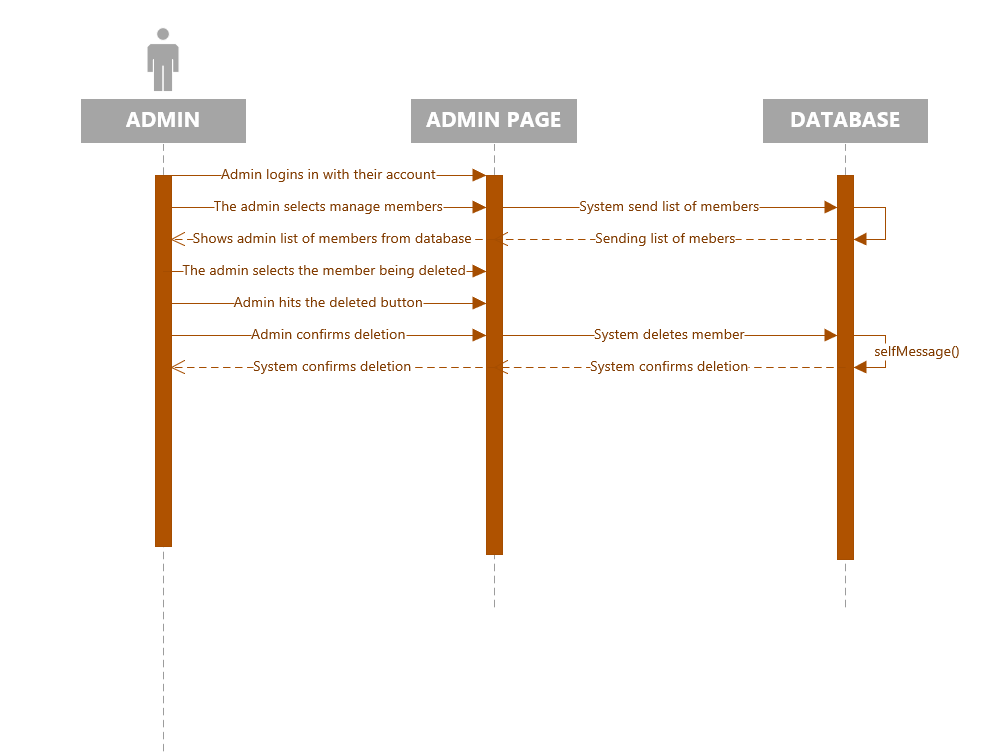 ADMIN
ADMIN PAGE
DATABASE
Admin logins in with their account
The admin selects manage members
System send list of members
Shows admin list of members from database
Sending list of mebers
The admin selects the member being deleted
Admin hits the deleted button
Admin confirms deletion
System deletes member
selfMessage()
System confirms deletion
System confirms deletion